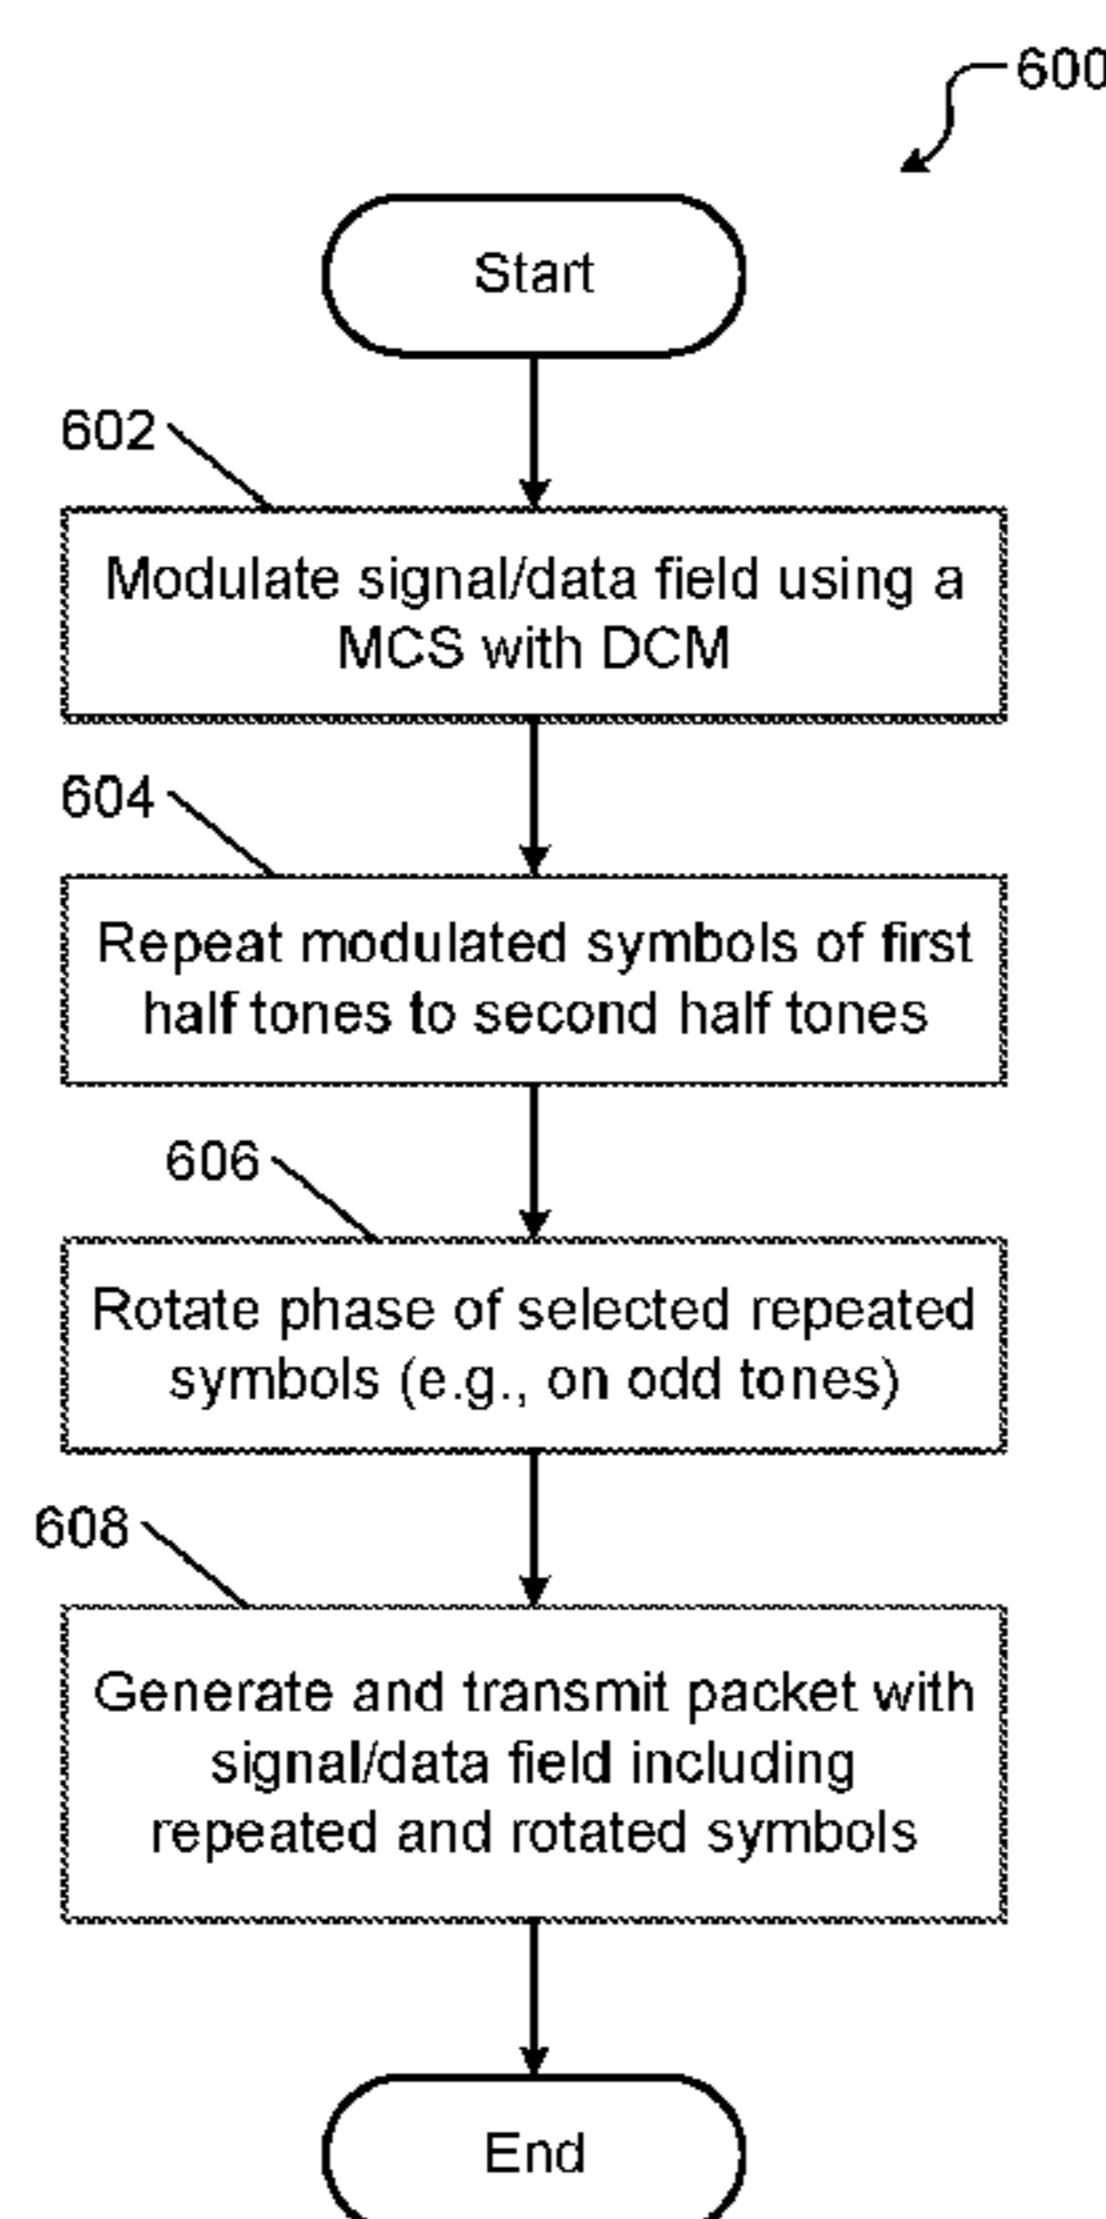 600
Start
602
Modulate signal/data field using a
MCS with DCM
604
Repeat modulated symbols of first
half tones to second half tones
606
Rotate phase of selected repeated
symbols (e.g., on odd tones)
608
Generate and transmit packet with
signal/data field including
repeated and rotated symbols
End